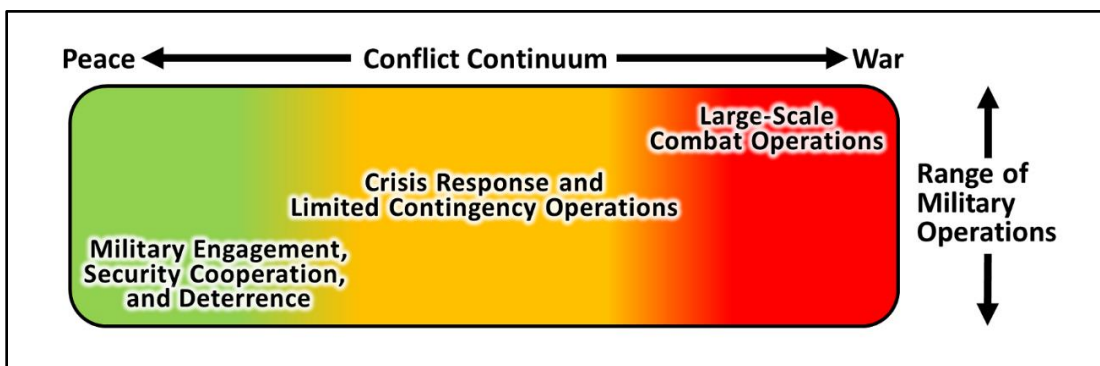 Peace
Conflict Continuum
War
Large-Scale
Combat Operations
Crisis Response and
Limited Contingency Operations
Military Engagement,
Security Cooperation,
and Deterrence
Range of
Military
Operations